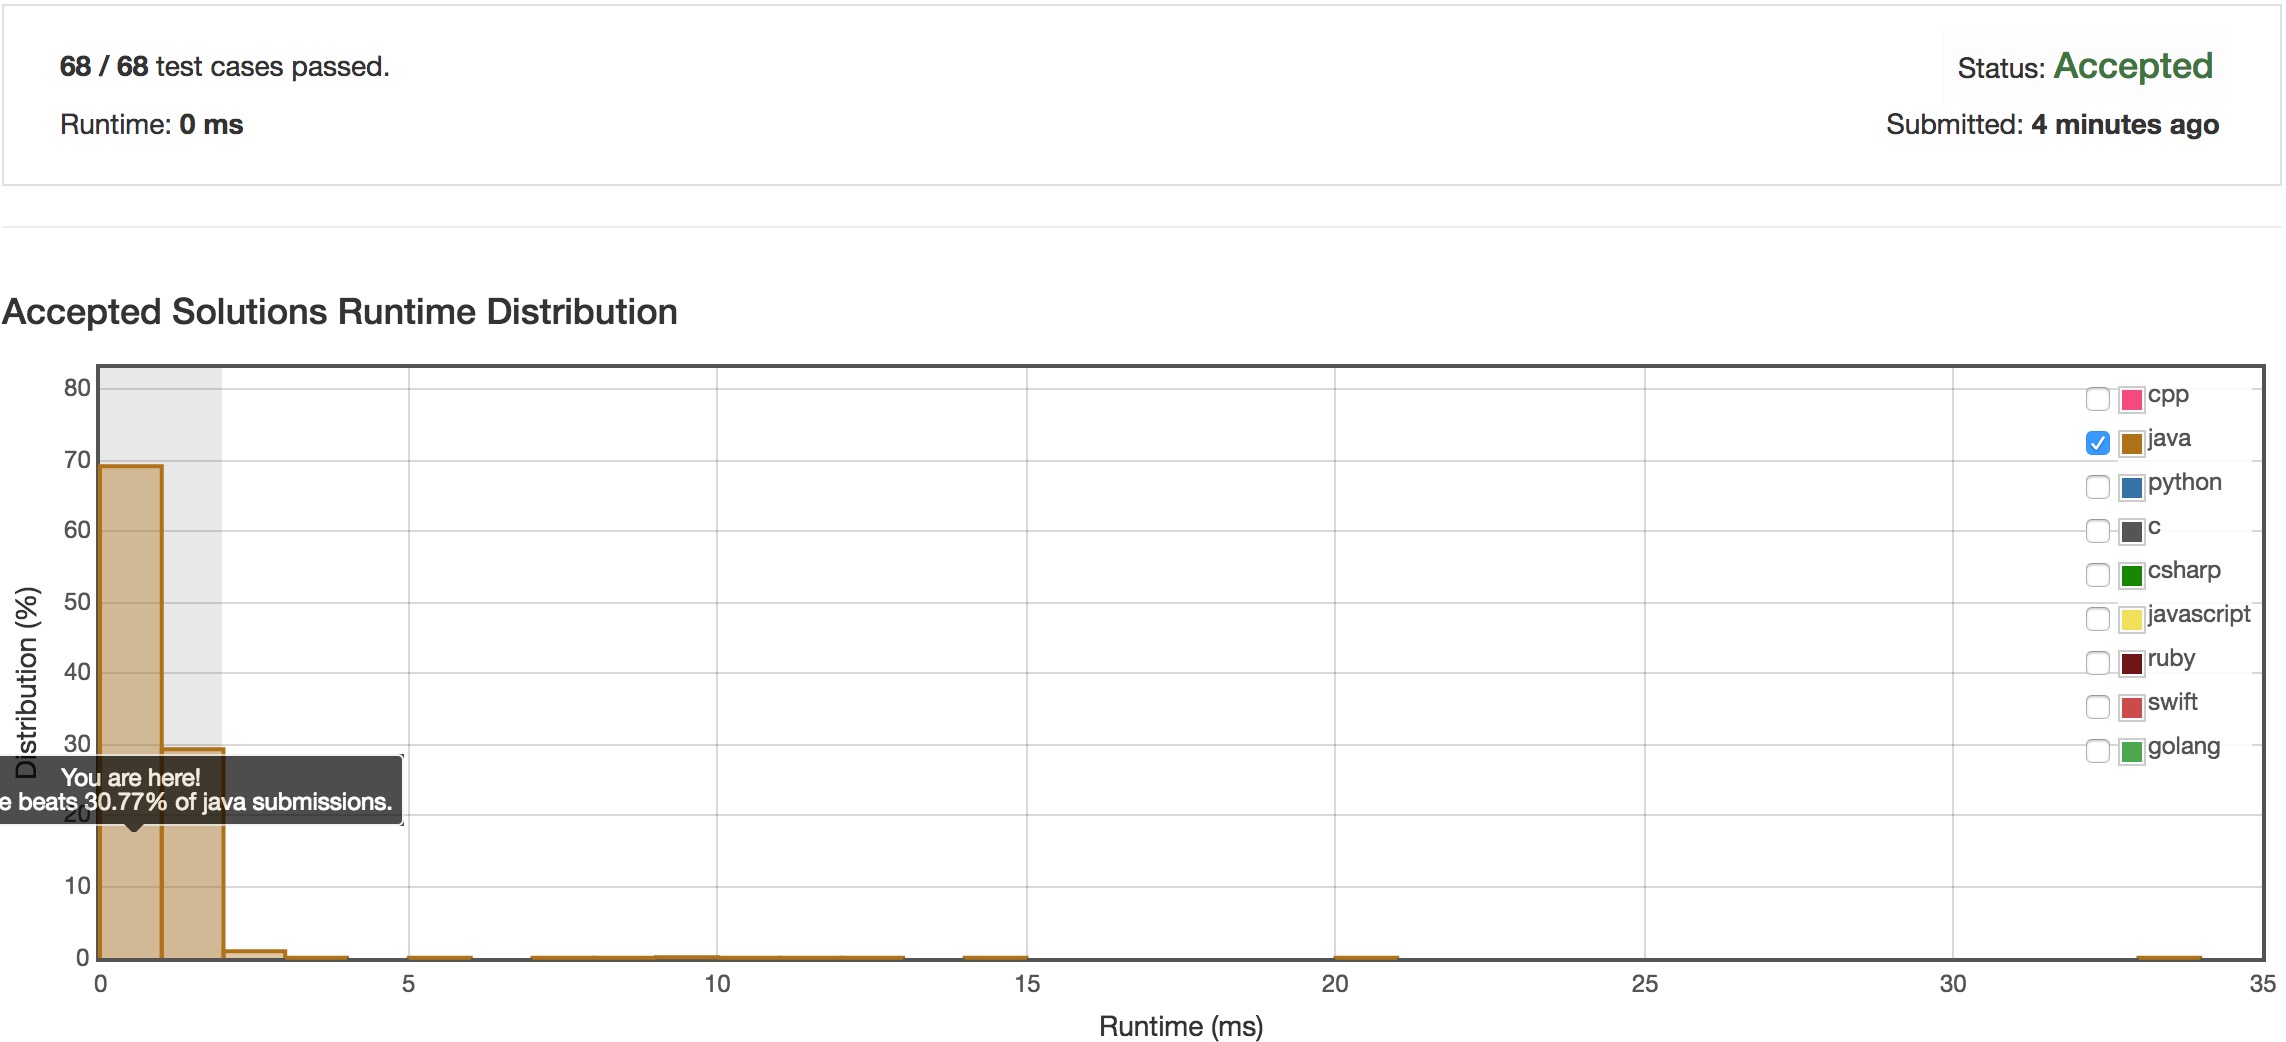 68 / 68 test cases passed.
Status: Accepted
Runtime: 0 ms
Submitted: 4 minutes ago
Accepted Solutions Runtime Distribution
Distribution (%)
80
70
60
50
40
30
20
10
0
You are here!
e beats 30.77% of java submissions.
cpp
java
python
c
csharp
javascript
ruby
swift
golang
0 5 10 15 20 25 30 35
Runtime (ms)